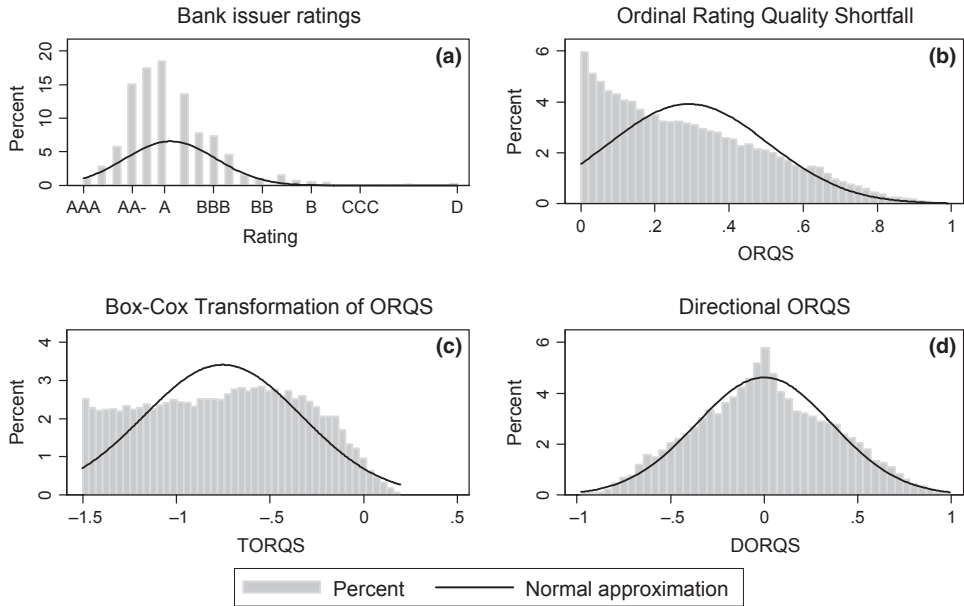 Bank issuer ratings
(a)
Percent
20
15
10
5
0
AAA AA- A BBB BB B CCC D
Rating
Ordinal Rating Quality Shortfall
(b)
Percent
6
4
2
0
0 .2 .4 .6 .8 1
ORQS
Box-Cox Transformation of ORQS
(c)
Percent
4
3
2
1
0
–1.5 –1 –.5 0 .5
TORQS
Directional ORQS
(d)
Percent
6
4
2
0
–1 –.5 0 .5 1
DORQS
Percent Normal approximation